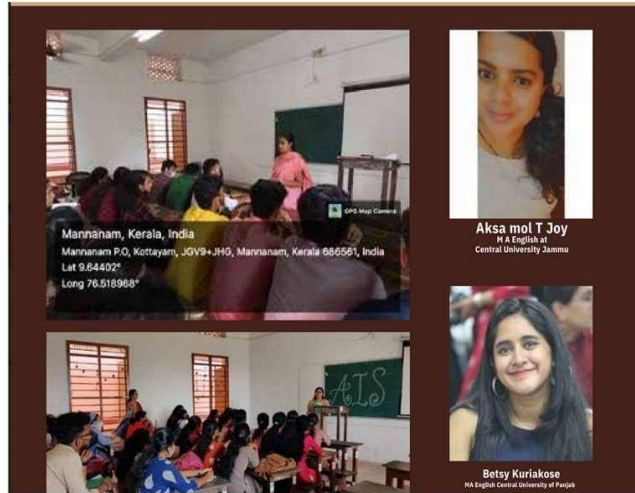 GPS Map Camera
Mannanam, Kerala, India
Mannanam P.O, Kottayam, JGV9+JHG, Mannanam, Kerala 686561, India
Lat 9.64402°
Long 76.518968°
Aksa mol T Joy
M A English at
Central University Jammu
AIS
Betsy Kuriakose
MA English Central University of Punjab